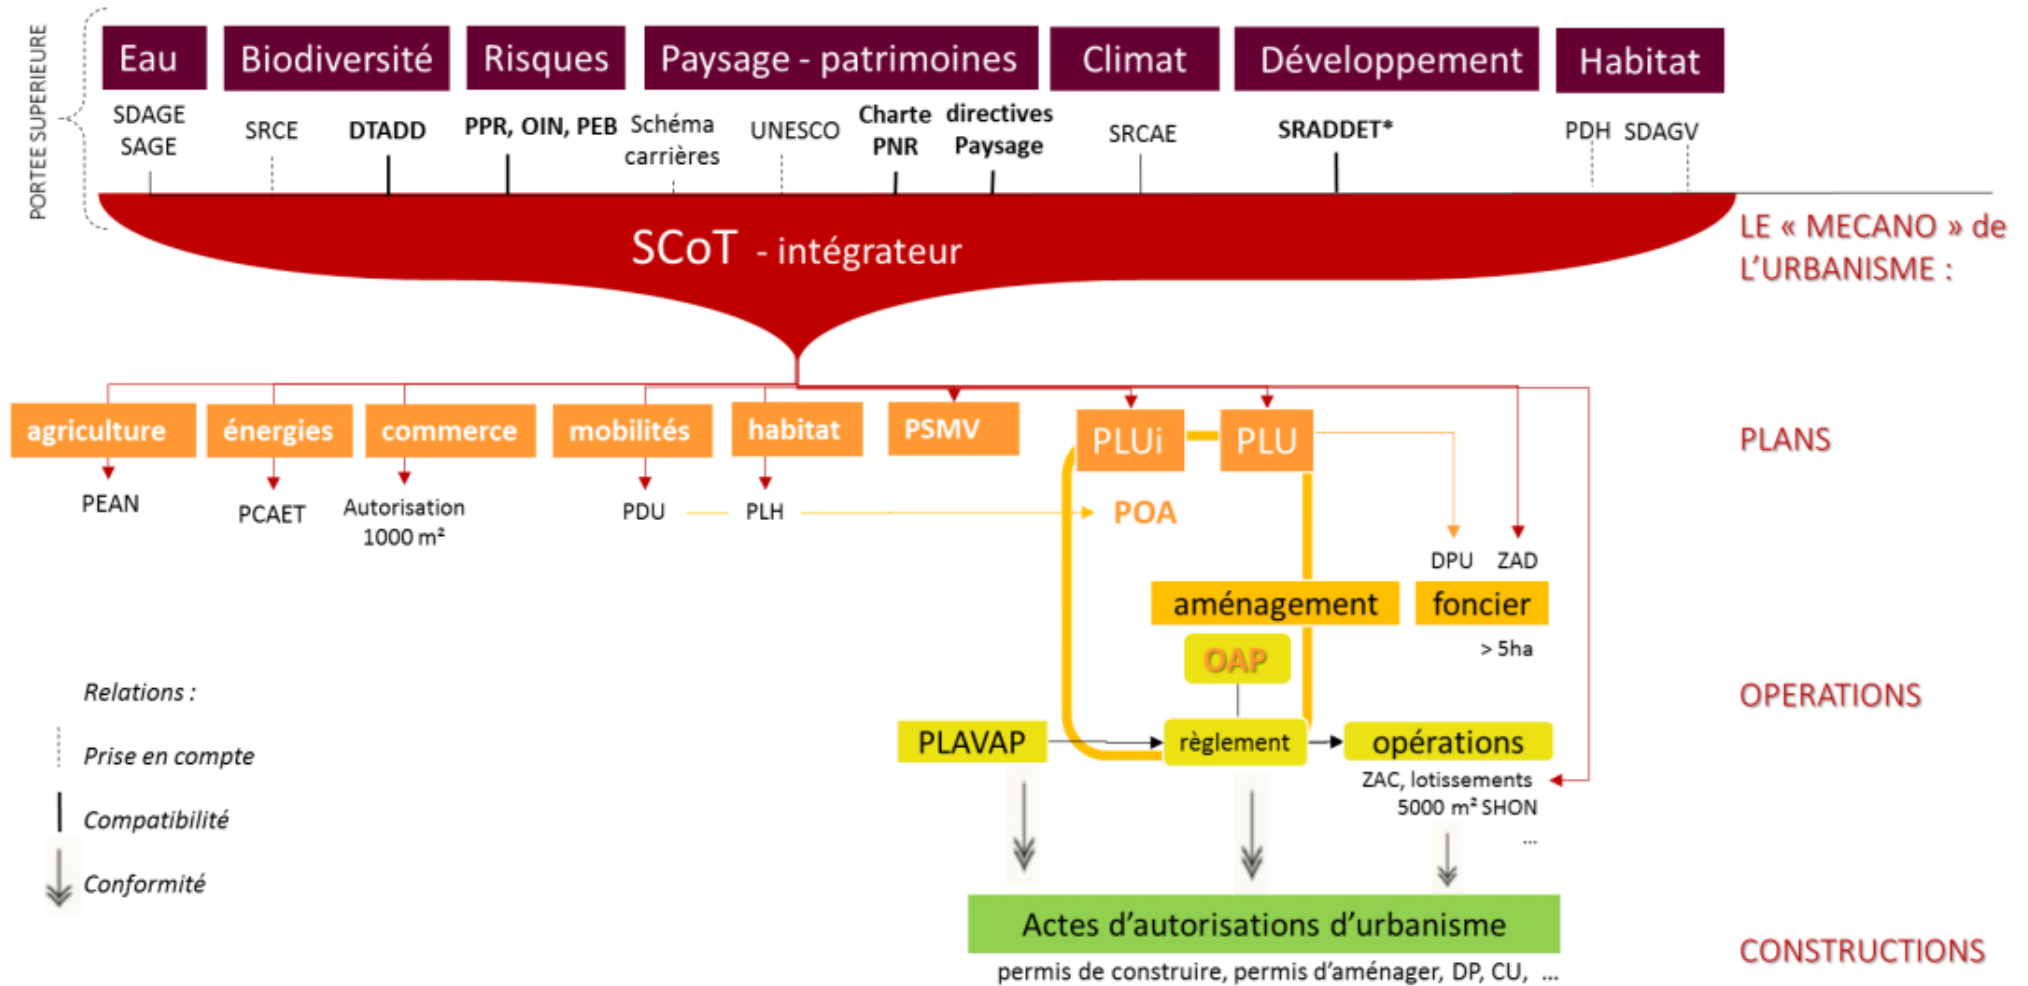 PORTEE SUPERIEURE
Eau
Biodiversité
Risques
Paysage - patrimoines
Climat
Développement
Habitat
SDAGE
SAGE
SRCE
DTADD
PPR, OIN, PEB
Schéma
carrières
UNESCO
Charte
PNR
directives
Paysage
SRCAE
SRADDET*
PDH SDAGV
SCoT - intégrateur
LE « MECANO » de
L'URBANISME :
agriculture
énergies
commerce
mobilités
habitat
PSMV
PLUi
PLU
PLANS
PEAN
PCAET
Autorisation
1000 m²
PDU
PLH
POA
DPU
ZAD
aménagement
foncier
> 5ha
OAP
OPERATIONS
Relations :
Prise en compte
Compatibilité
Conformité
PLAVAP
règlement
opérations
ZAC, lotissements
5000 m² SHON
...
Actes d'autorisations d'urbanisme
permis de construire, permis d'aménager, DP, CU, ...
CONSTRUCTIONS